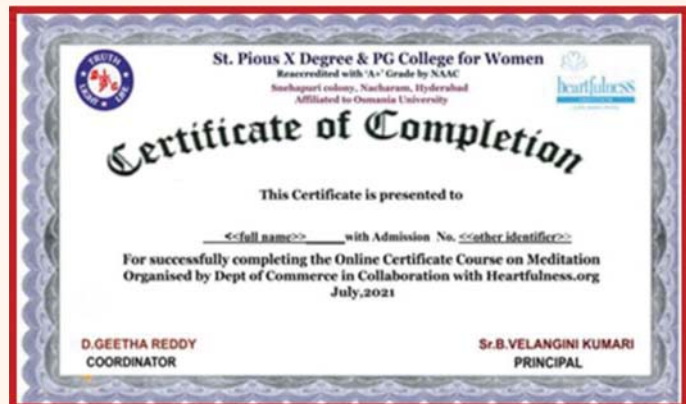 TRUTH
LIGHT
LIFE
St. Pious X Degree & PG College for Women
Reaccredited with 'A+' Grade by NAAC
Snehapuri colony, Nacharam, Hyderabad
Affiliated to Osmania University
heartfulness
Certificate of Completion
This Certificate is presented to
<<full name>> with Admission No. <<other identifier>>
For successfully completing the Online Certificate Course on Meditation
Organised by Dept of Commerce in Collaboration with Heartfulness.org
July,2021
D.GEETHA REDDY
COORDINATOR
Sr.B.VELANGINI KUMARI
PRINCIPAL